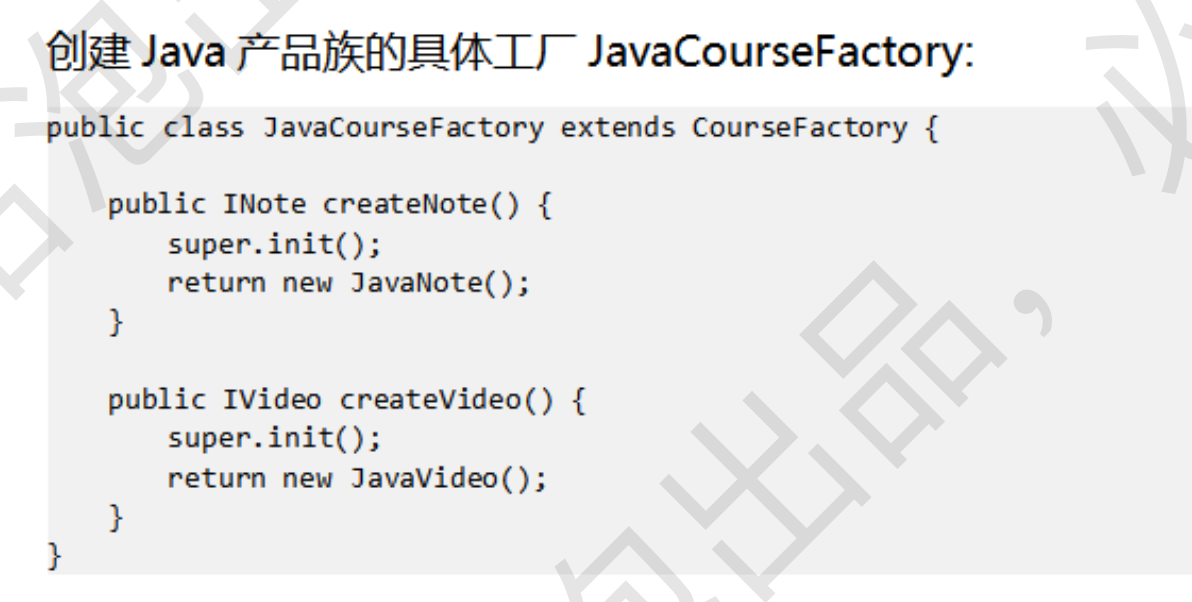 创建 Java 产品族的具体工厂 JavaCourseFactory:
public class JavaCourseFactory extends CourseFactory {
public INote createNote() {
super.init();
return new JavaNote();
}
public IVideo createVideo() {
super.init();
return new JavaVideo();
}
}
出品，